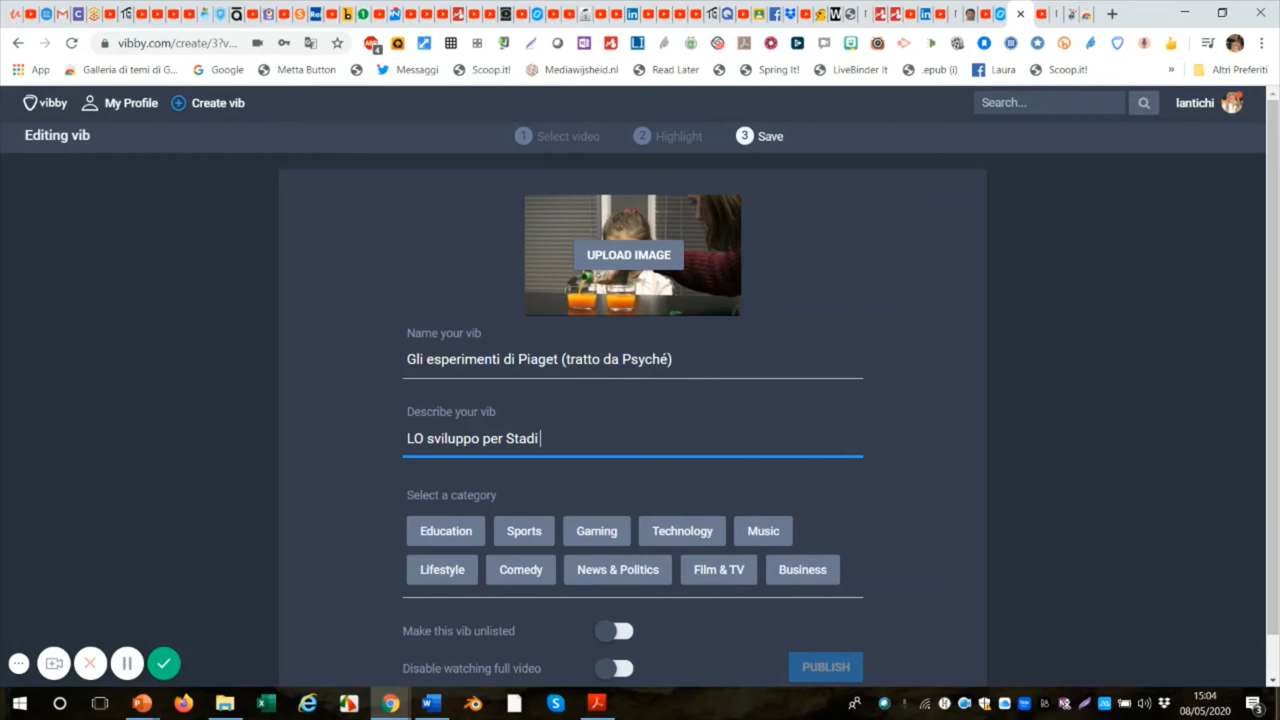 vibby.com/create/3?v...
4
App
Galleria di temi di G...
Google
Metta Button
Messaggi
Scoop.it!
Mediawijsheid.nl
Read Later
Spring It!
LiveBinder It
.epub (i)
Laura
Scoop.it!
»
Altri Preferiti
vibby
My Profile
Create vib
Search...
lantichi
Editing vib
1 Select video
2 Highlight
3 Save
UPLOAD IMAGE
Name your vib
Gli esperimenti di Piaget (tratto da Psyché)
Describe your vib
LO sviluppo per Stadi
Select a category
Education Sports Gaming Technology Music
Lifestyle Comedy News & Politics Film & TV Business
Make this vib unlisted
Disable watching full video
PUBLISH
15:04
08/05/2020
3